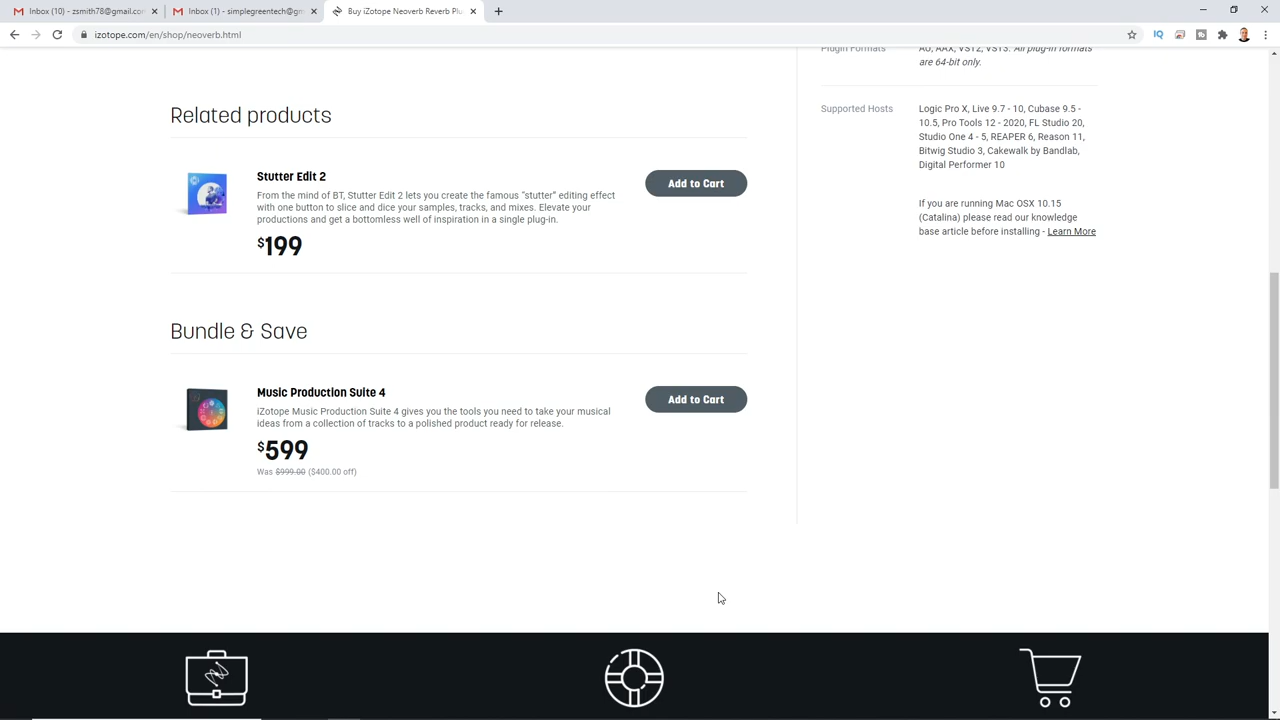 Inbox (10) - zsmith78@gmail.com
Inbox (1) - simplegreentech@gm
Buy iZotope Neoverb Reverb Plu
izotope.com/en/shop/neoverb.html
Plugin Formats
AU, AAX, VST2, VST3. All plug-in formats
are 64-bit only.
Related products
Stutter Edit 2
From the mind of BT, Stutter Edit 2 lets you create the famous "stutter" editing effect
with one button to slice and dice your samples, tracks, and mixes. Elevate your
productions and get a bottomless well of inspiration in a single plug-in.
$199
Add to Cart
Supported Hosts
Logic Pro X, Live 9.7 - 10, Cubase 9.5 -
10.5, Pro Tools 12 - 2020, FL Studio 20,
Studio One 4 - 5, REAPER 6, Reason 11,
Bitwig Studio 3, Cakewalk by Bandlab,
Digital Performer 10
If you are running Mac OSX 10.15
(Catalina) please read our knowledge
base article before installing - Learn More
Bundle & Save
Music Production Suite 4
iZotope Music Production Suite 4 gives you the tools you need to take your musical
ideas from a collection of tracks to a polished product ready for release.
$599
Was $999.00 ($400.00 off)
Add to Cart